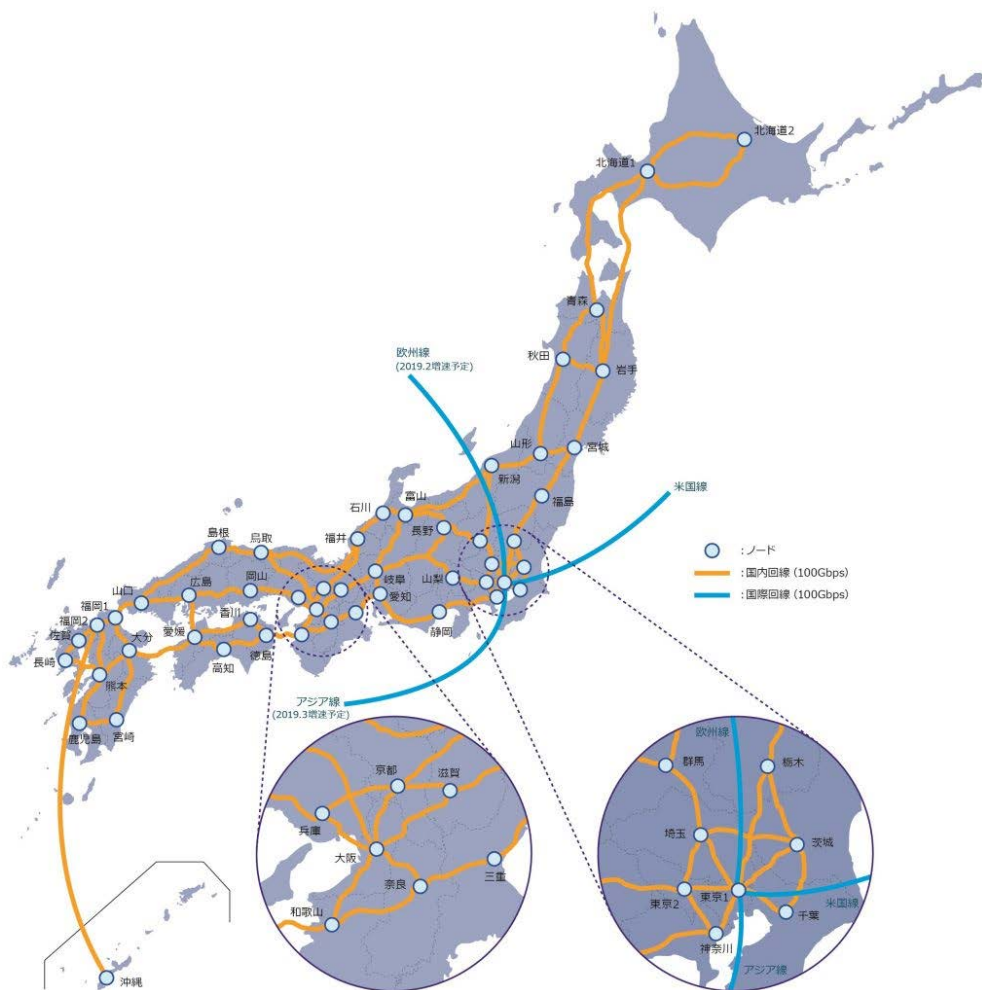 北海道2
北海道1
青森
秋田
岩手
欧州線
(2019.2増速予定)
山形
宮城
新潟
米国線
福島
石川
富山
長野
福井
島根
鳥取
岐阜
山梨
愛知
静岡
岡山
広島
山口
香川
福岡1
福岡2
佐賀
大分
愛媛
徳島
高知
長崎
熊本
鹿児島
宮崎
沖縄
アジア線
(2019.3増速予定)
:ノード
:国内回線(100Gbps)
:国際回線(100Gbps)
京都
滋賀
兵庫
大阪
奈良
三重
和歌山
欧州線
群馬
栃木
埼玉
茨城
東京2
東京1
米国線
千葉
神奈川
アジア線